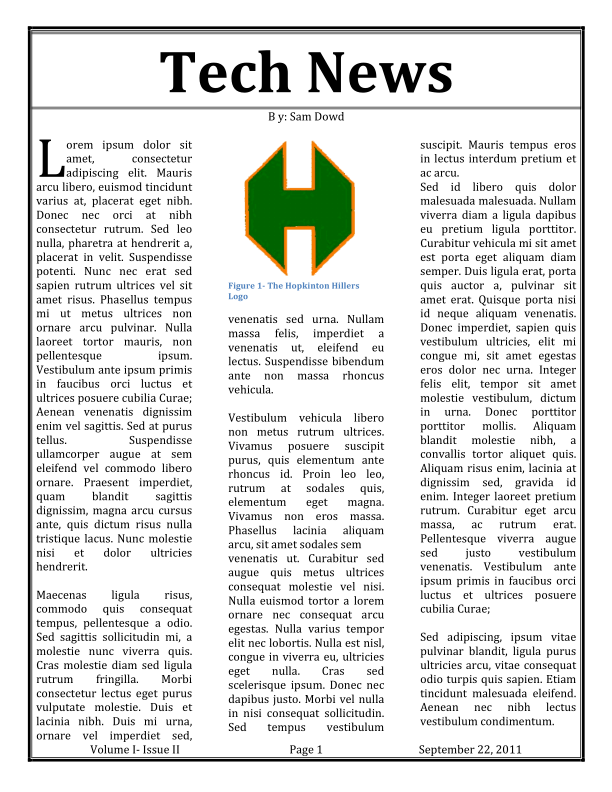 Tech News
B y: Sam Dowd
Lorem ipsum dolor sit
amet, consectetur
adipiscing elit. Mauris
arcu libero, euismod tincidunt
varius at, placerat eget nibh.
Donec nec orci at nibh
consectetur rutrum. Sed leo
nulla, pharetra at hendrerit a,
placerat in velit. Suspendisse
potenti. Nunc nec erat sed
sapien rutrum ultrices vel sit
amet risus. Phasellus tempus
mi ut metus ultrices non
ornare arcu pulvinar. Nulla
laoreet tortor mauris, non
pellentesque ipsum.
Vestibulum ante ipsum primis
in faucibus orci luctus et
ultrices posuere cubilia Curae;
Aenean venenatis dignissim
enim vel sagittis. Sed at purus
tellus. Suspendisse
ullamcorper augue at sem
eleifend vel commodo libero
ornare. Praesent imperdiet,
quam blandit sagittis
dignissim, magna arcu cursus
ante, quis dictum risus nulla
tristique lacus. Nunc molestie
nisi et dolor ultricies
hendrerit.
Maecenas ligula risus,
commodo quis consequat
tempus, pellentesque a odio.
Sed sagittis sollicitudin mi, a
molestie nunc viverra quis.
Cras molestie diam sed ligula
rutrum fringilla. Morbi
consectetur lectus eget purus
vulputate molestie. Duis et
lacinia nibh. Duis mi urna,
ornare vel imperdiet sed,
H
Figure 1- The Hopkinton Hillers
Logo
venenatis sed urna. Nullam
massa felis, imperdiet a
venenatis ut, eleifend eu
lectus. Suspendisse bibendum
ante non massa rhoncus
vehicula.
Vestibulum vehicula libero
non metus rutrum ultrices.
Vivamus posuere suscipit
purus, quis elementum ante
rhoncus id. Proin leo leo,
rutrum at sodales quis,
elementum eget magna.
Vivamus non eros massa.
Phasellus lacinia aliquam
arcu, sit amet sodales sem
venenatis ut. Curabitur sed
augue quis metus ultrices
consequat molestie vel nisi.
Nulla euismod tortor a lorem
ornare nec consequat arcu
egestas. Nulla varius tempor
elit nec lobortis. Nulla est nisl,
congue in viverra eu, ultricies
eget nulla. Cras sed
scelerisque ipsum. Donec nec
dapibus justo. Morbi vel nulla
in nisi consequat sollicitudin.
Sed tempus vestibulum
suscipit. Mauris tempus eros
in lectus interdum pretium et
ac arcu.
Sed id libero quis dolor
malesuada malesuada. Nullam
viverra diam a ligula dapibus
eu pretium ligula porttitor.
Curabitur vehicula mi sit amet
est porta eget aliquam diam
semper. Duis ligula erat, porta
quis auctor a, pulvinar sit
amet erat. Quisque porta nisi
id neque aliquam venenatis.
Donec imperdiet, sapien quis
vestibulum ultricies, elit mi
congue mi, sit amet egestas
eros dolor nec urna. Integer
felis elit, tempor sit amet
molestie vestibulum, dictum
in urna. Donec porttitor
porttitor mollis. Aliquam
blandit molestie nibh, a
convallis tortor aliquet quis.
Aliquam risus enim, lacinia at
dignissim sed, gravida id
enim. Integer laoreet pretium
rutrum. Curabitur eget arcu
massa, ac rutrum erat.
Pellentesque viverra augue
sed justo vestibulum
venenatis. Vestibulum ante
ipsum primis in faucibus orci
luctus et ultrices posuere
cubilia Curae;
Sed adipiscing, ipsum vitae
pulvinar blandit, ligula purus
ultricies arcu, vitae consequat
odio turpis quis sapien. Etiam
tincidunt malesuada eleifend.
Aenean nec nibh lectus
vestibulum condimentum.
Volume I- Issue II Page 1 September 22, 2011